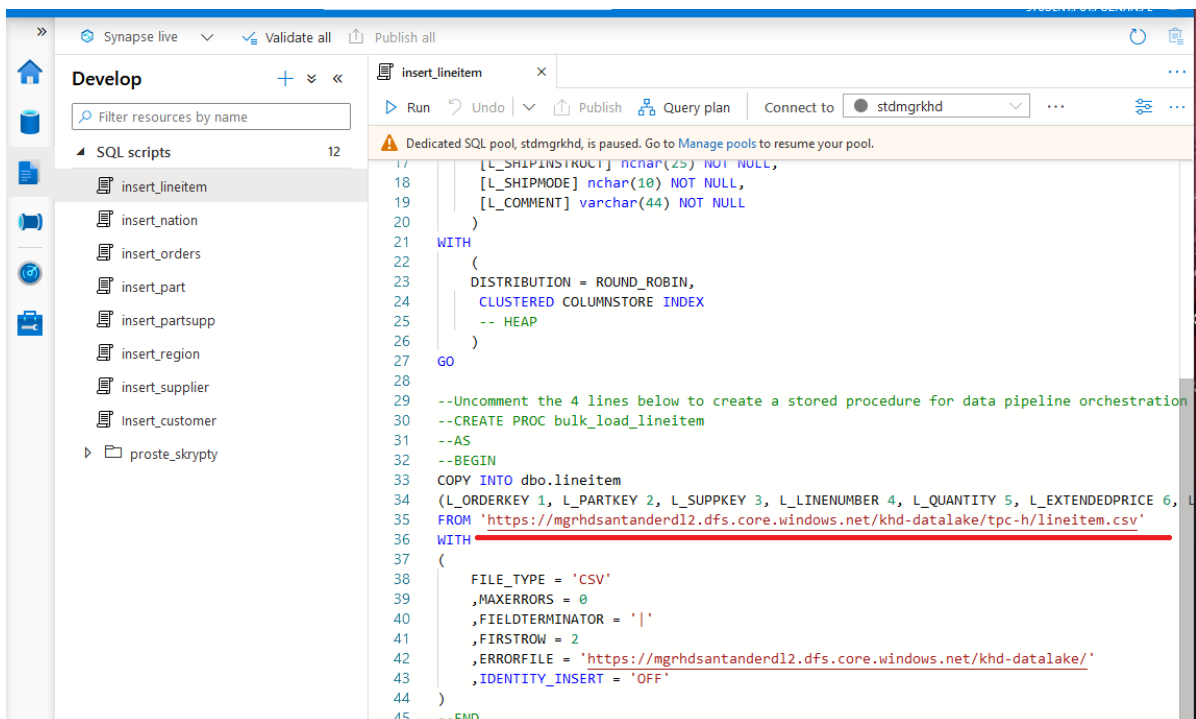 Synapse live
Validate all
Publish all
Develop
Filter resources by name
SQL scripts 12
insert_lineitem
insert_nation
insert_orders
insert_part
insert_partsupp
insert_region
insert_supplier
Insert_customer
proste_skrypty
insert_lineitem
Run Undo Publish Query plan Connect to stdmgrkhd
Dedicated SQL pool, stdmgrkhd, is paused. Go to Manage pools to resume your pool.
17 [L_SHIPINSTRUCT] nchar(25) NOT NULL,
18 [L_SHIPMODE] nchar(10) NOT NULL,
19 [L_COMMENT] varchar(44) NOT NULL
20 )
21 WITH
22 (
23 DISTRIBUTION = ROUND_ROBIN,
24 CLUSTERED COLUMNSTORE INDEX
25 -- HEAP
26 )
27 GO
28
29 --Uncomment the 4 lines below to create a stored procedure for data pipeline orchestration
30 --CREATE PROC bulk_load_lineitem
31 --AS
32 --BEGIN
33 COPY INTO dbo.lineitem
34 (L_ORDERKEY 1, L_PARTKEY 2, L_SUPPKEY 3, L_LINENUMBER 4, L_QUANTITY 5, L_EXTENDEDPRICE 6, L
35 FROM 'https://mgrhdsantanderdl2.dfs.core.windows.net/khd-datalake/tpc-h/lineitem.csv'
36 WITH
37 (
38 FILE_TYPE = 'CSV'
39 ,MAXERRORS = 0
40 ,FIELDTERMINATOR = '|'
41 ,FIRSTROW = 2
42 ,ERRORFILE = 'https://mgrhdsantanderdl2.dfs.core.windows.net/khd-datalake/'
43 ,IDENTITY_INSERT = 'OFF'
44 )
45 --END